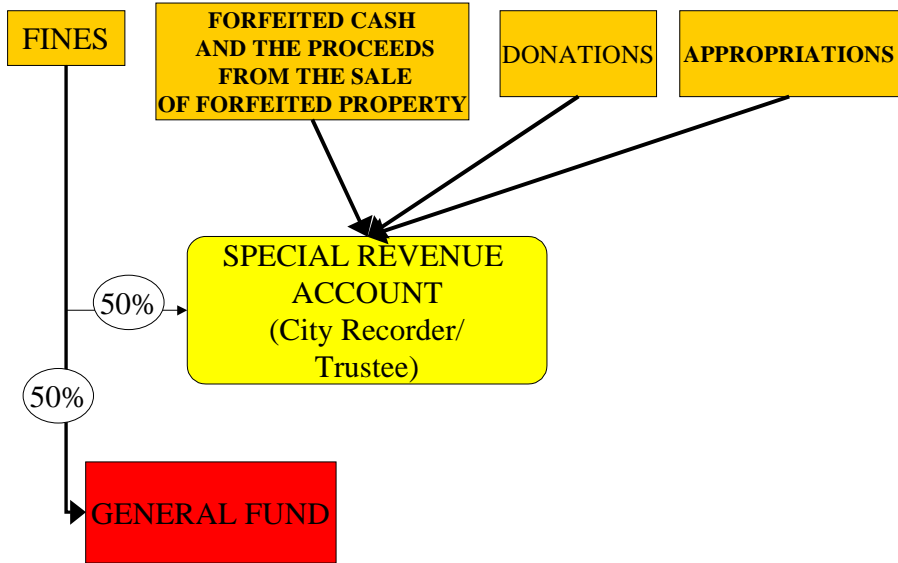 FINES
FORFEITED CASH
AND THE PROCEEDS
FROM THE SALE
OF FORFEITED PROPERTY
DONATIONS
APPROPRIATIONS
SPECIAL REVENUE
ACCOUNT
(City Recorder/
Trustee)
50%
50%
GENERAL FUND